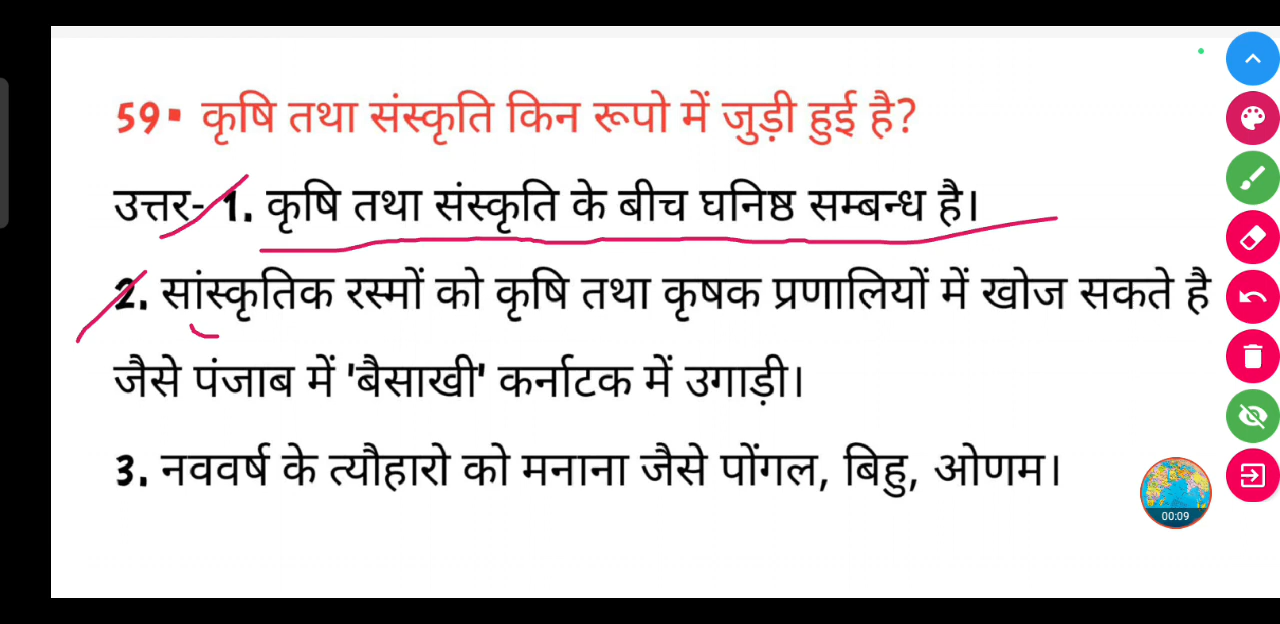 59. कृषि तथा संस्कृति किन रूपो में जुड़ी हुई है?
उत्तर- 1. कृषि तथा संस्कृति के बीच घनिष्ठ सम्बन्ध है।
2. सांस्कृतिक रस्मों को कृषि तथा कृषक प्रणालियों में खोज सकते है
जैसे पंजाब में 'बैसाखी' कर्नाटक में उगाड़ी।
3. नववर्ष के त्यौहारो को मनाना जैसे पोंगल, बिहु, ओणम।
00:09